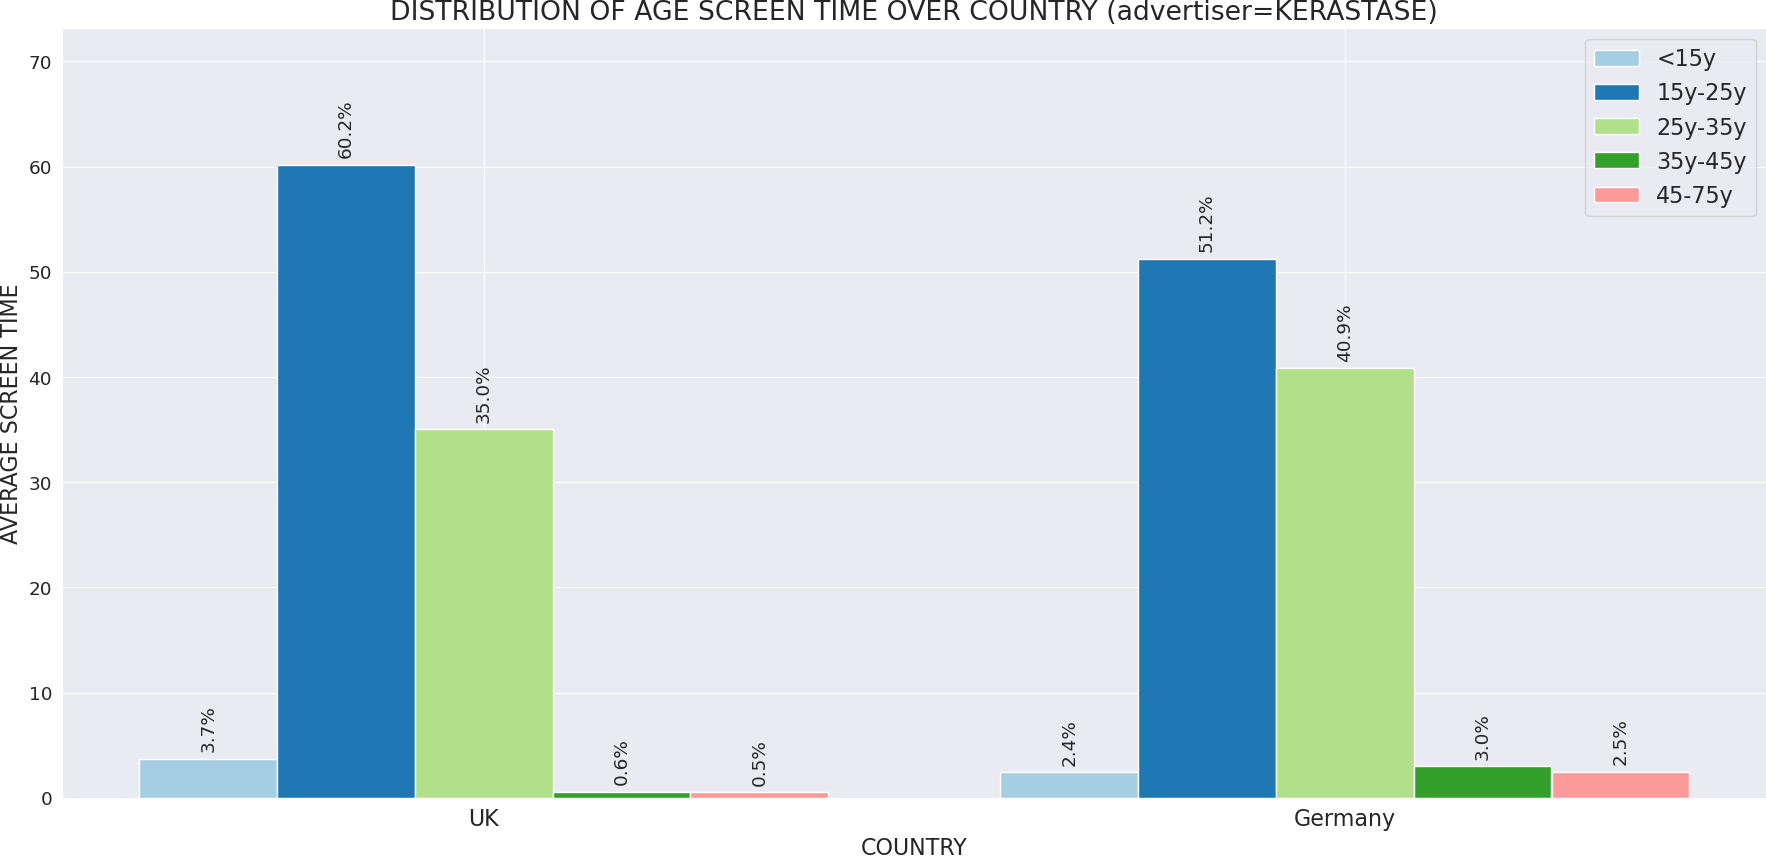 DISTRIBUTION OF AGE SCREEN TIME OVER COUNTRY (advertiser=KERASTASE)
<15y
15y-25y
25y-35y
35y-45y
45-75y
AVERAGE SCREEN TIME
70
60
50
40
30
20
10
0
3.7%
60.2%
35.0%
0.6%
0.5%
2.4%
51.2%
40.9%
3.0%
2.5%
UK
Germany
COUNTRY